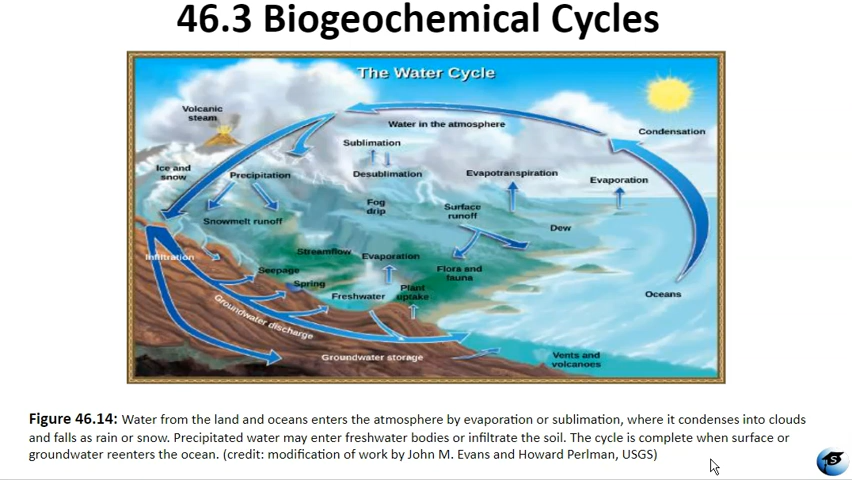 46.3 Biogeochemical Cycles
The Water Cycle
Volcanic
steam
Water in the atmosphere
Condensation
Sublimation
Ice and
snow
Precipitation
Desublimation
Evapotranspiration
Evaporation
Fog
drip
Surface
runoff
Snowmelt runoff
Dew
Streamflow
Evaporation
Infiltration
Seepage
Flora and
fauna
Spring
Freshwater
Plant
uptake
Oceans
Groundwater discharge
Groundwater storage
Vents and
volcanoes
Figure 46.14: Water from the land and oceans enters the atmosphere by evaporation or sublimation, where it condenses into clouds
and falls as rain or snow. Precipitated water may enter freshwater bodies or infiltrate the soil. The cycle is complete when surface or
groundwater reenters the ocean. (credit: modification of work by John M. Evans and Howard Perlman, USGS)
S